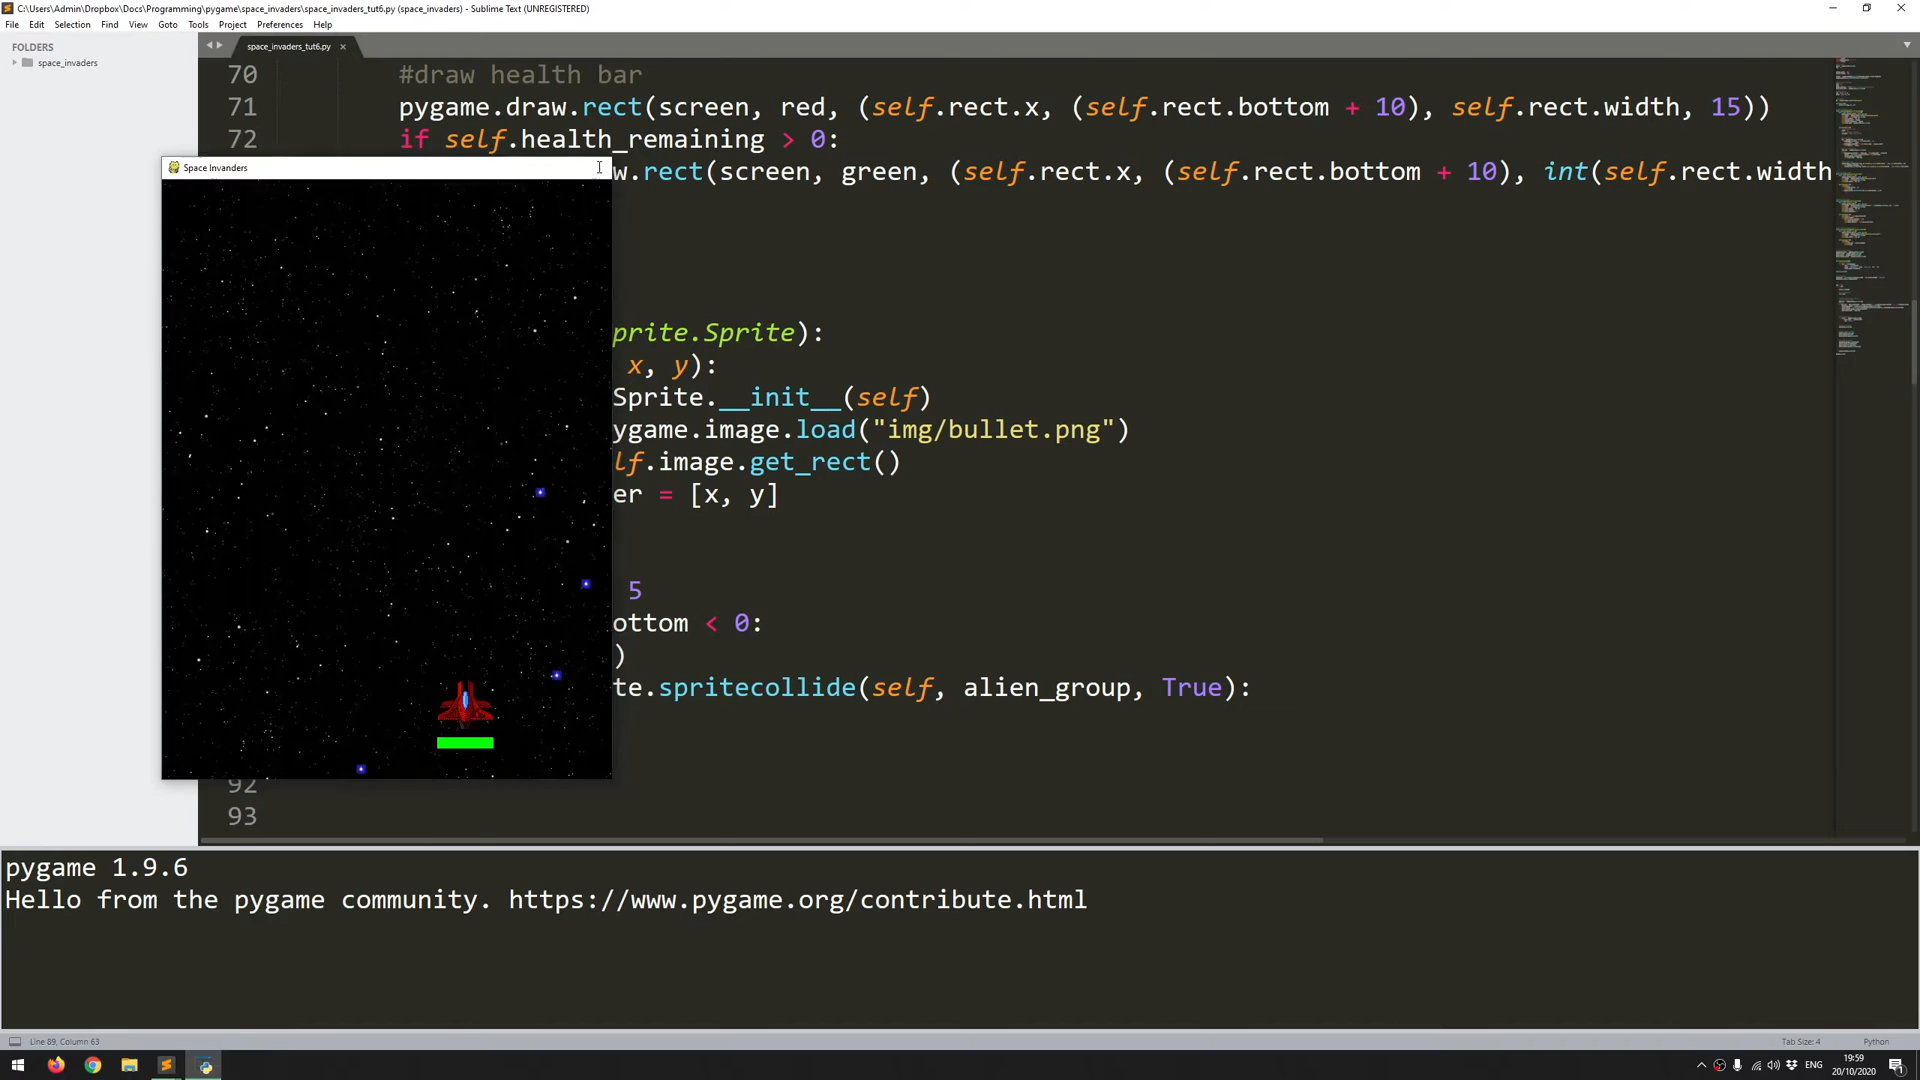 C:\Users\Admin\Dropbox\Docs\Programming\pygame\space_invaders\space_invaders_tut6.py (space_invaders) - Sublime Text (UNREGISTERED)
File Edit Selection Find View Goto Tools Project Preferences Help
FOLDERS
space_invaders
space_invaders_tut6.py
70 #draw health bar
71 pygame.draw.rect(screen, red, (self.rect.x, (self.rect.bottom + 10), self.rect.width, 15))
72 if self.health_remaining > 0:
w.rect(screen, green, (self.rect.x, (self.rect.bottom + 10), int(self.rect.width
Space Invanders
prite.Sprite):
x, y):
Sprite.__init__(self)
ygame.image.load("img/bullet.png")
lf.image.get_rect()
er = [x, y]
5
ottom < 0:
)
te.spritecollide(self, alien_group, True):
92
93
pygame 1.9.6
Hello from the pygame community. https://www.pygame.org/contribute.html
Line 89, Column 63
Tab Size: 4
Python
ENG
19:59
20/10/2020